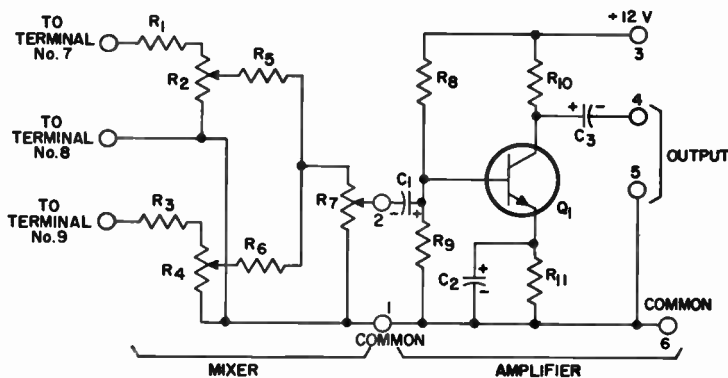 TO
TERMINAL
No. 7
R1
R2
R5
TO
TERMINAL
No.8
TO
TERMINAL
No.9
R3
R4
R6
R7
2
C1
- +
R8
R9
R10
+12 V
3
+ -
C3
4
OUTPUT
5
Q1
C2
+
-
R11
1
COMMON
COMMON
6
MIXER
AMPLIFIER